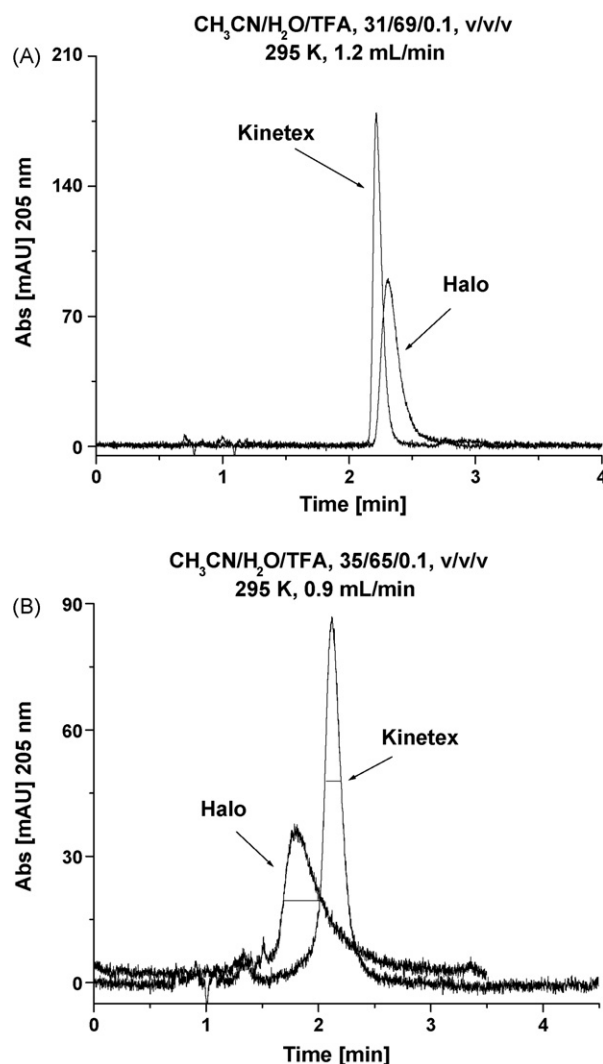 (A)
CH₃CN/H₂O/TFA, 31/69/0.1, v/v/v
295 K, 1.2 mL/min
210
140
70
0
Abs [mAU] 205 nm
Kinetex
Halo
0 1 2 3 4
Time [min]
(B)
CH₃CN/H₂O/TFA, 35/65/0.1, v/v/v
295 K, 0.9 mL/min
90
60
30
0
Abs [mAU] 205 nm
Kinetex
Halo
0 1 2 3 4
Time [min]